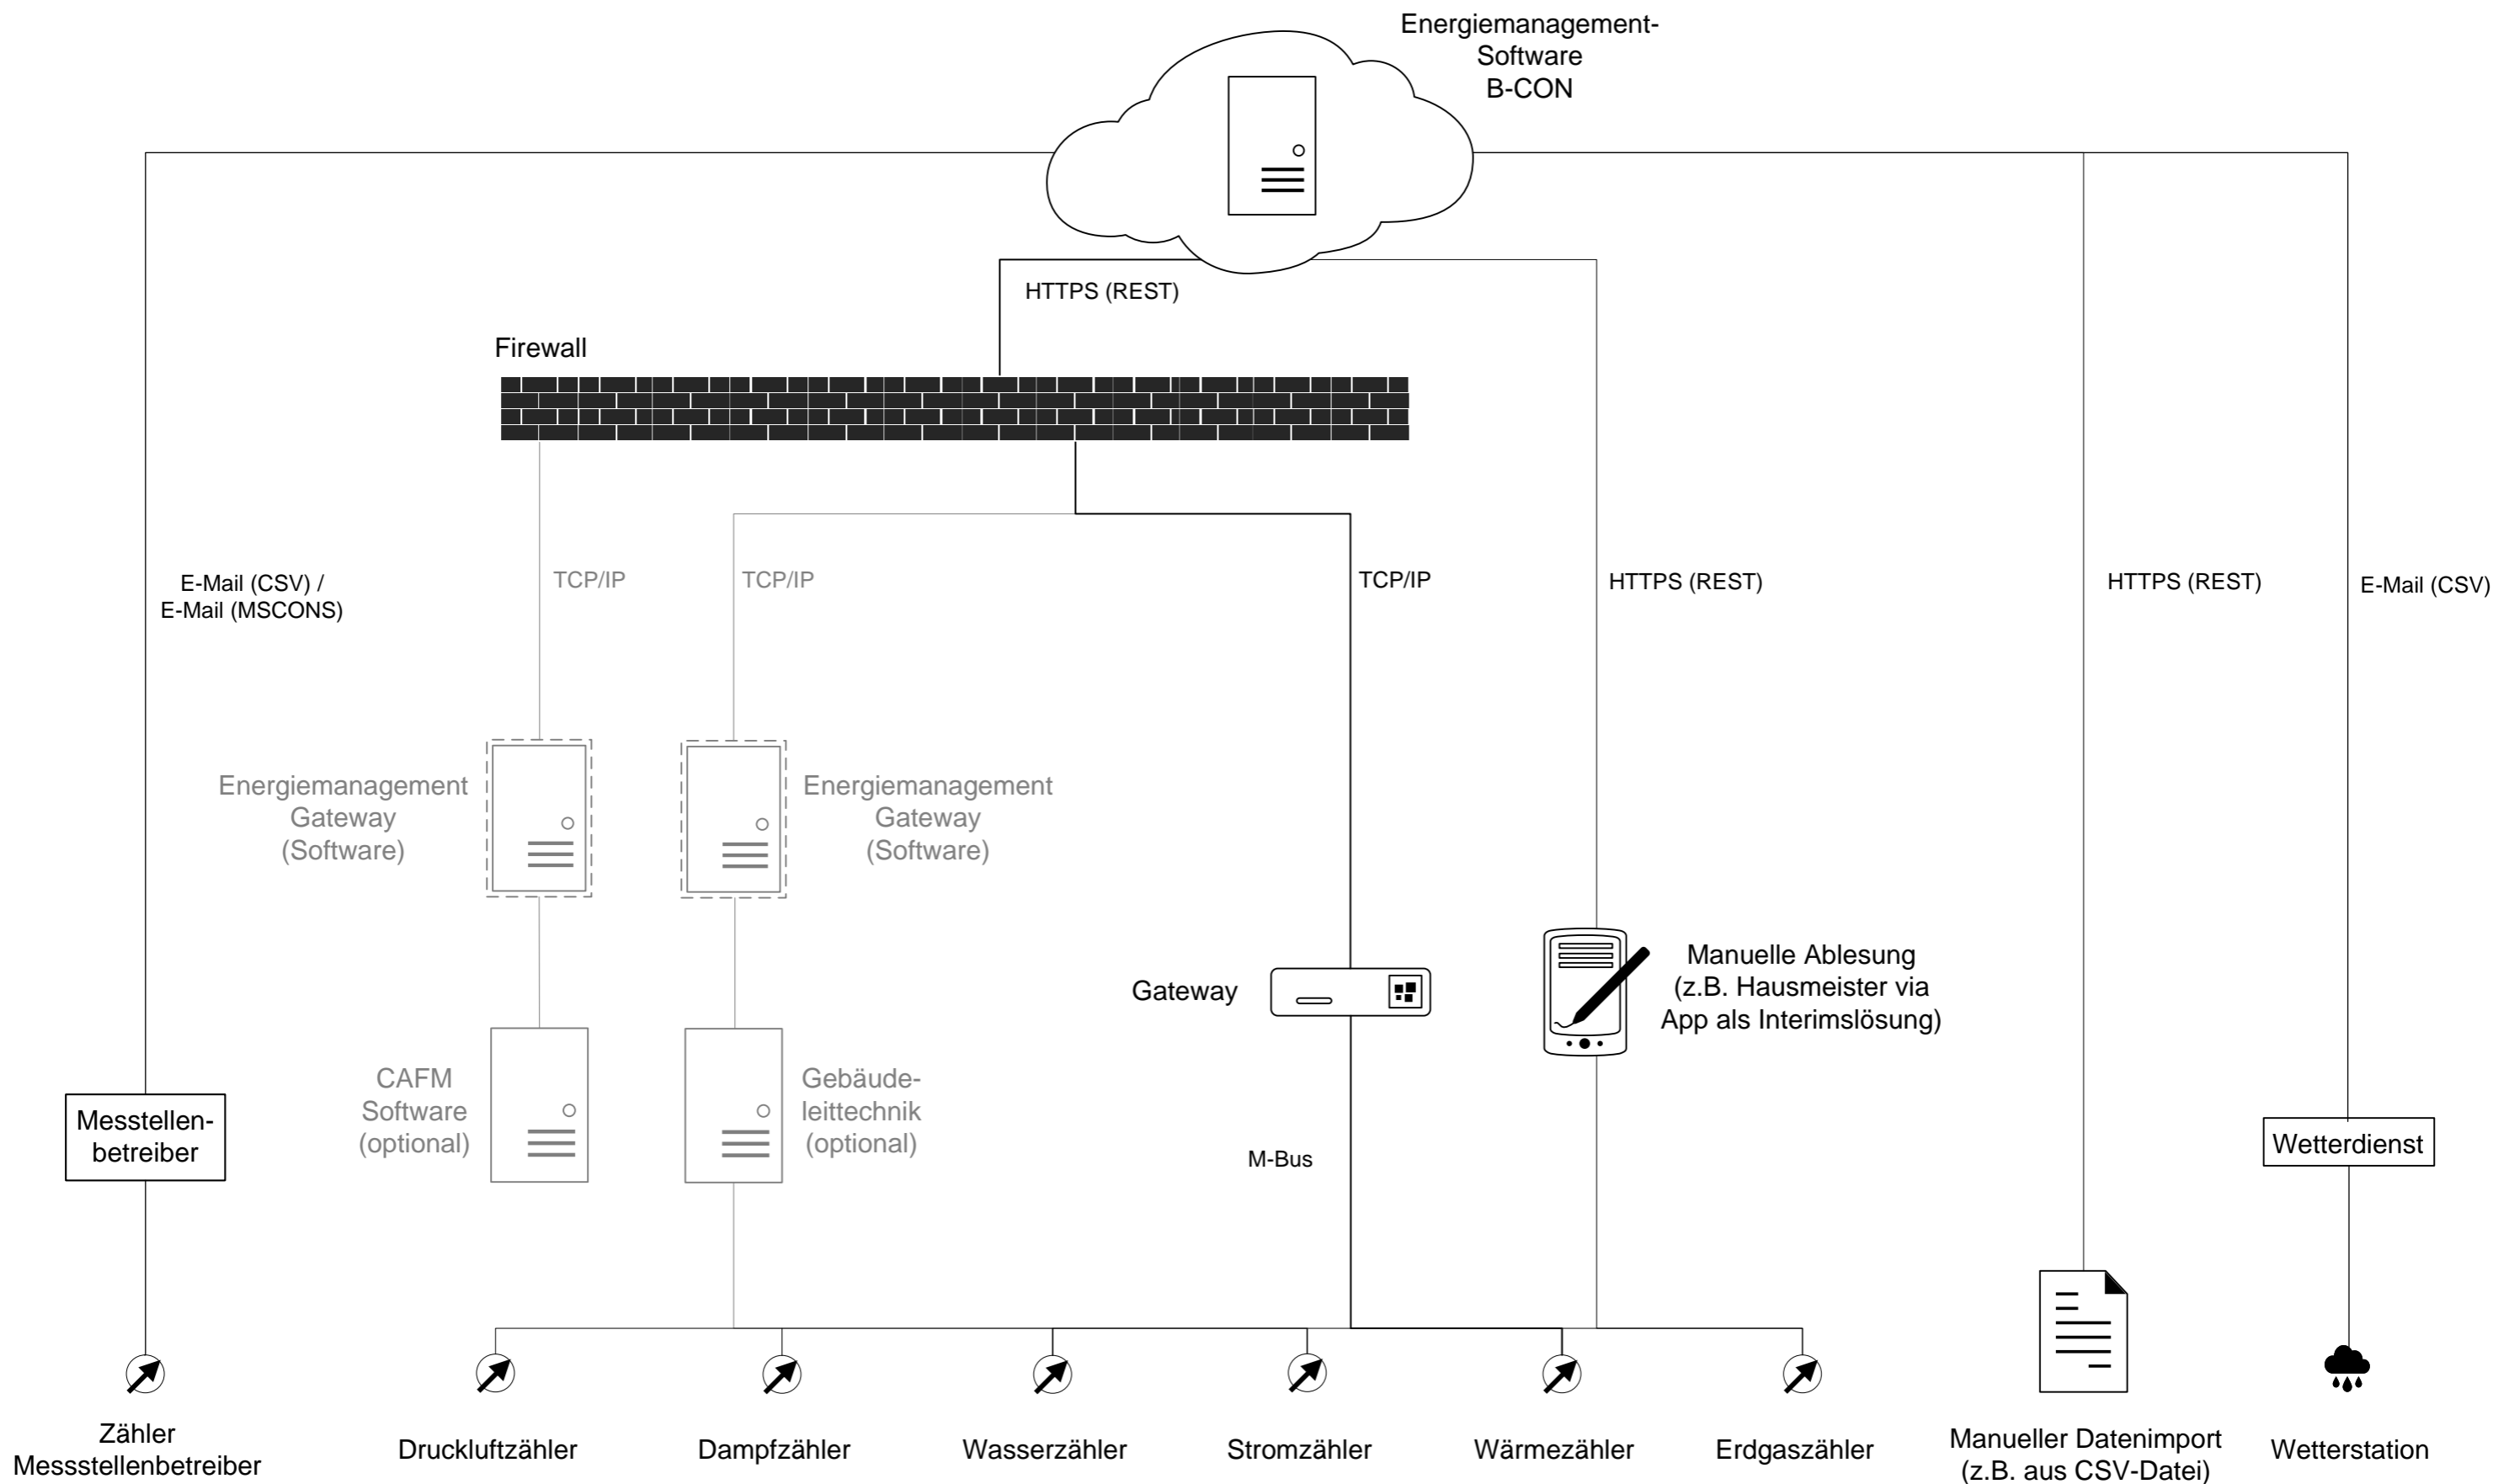 Energiemanagement-
Software
B-CON
HTTPS (REST)
Firewall
E-Mail (CSV) /
E-Mail (MSCONS)
TCP/IP
TCP/IP
TCP/IP
HTTPS (REST)
HTTPS (REST)
E-Mail (CSV)
Energiemanagement
Gateway
(Software)
Energiemanagement
Gateway
(Software)
Gateway
Manuelle Ablesung
(z.B. Hausmeister via
App als Interimslösung)
Messtellen-
betreiber
CAFM
Software
(optional)
Gebäude-
leittechnik
(optional)
M-Bus
Wetterdienst
Zähler
Messstellenbetreiber
Druckluftzähler
Dampfzähler
Wasserzähler
Stromzähler
Wärmezähler
Erdgaszähler
Manueller Datenimport
(z.B. aus CSV-Datei)
Wetterstation